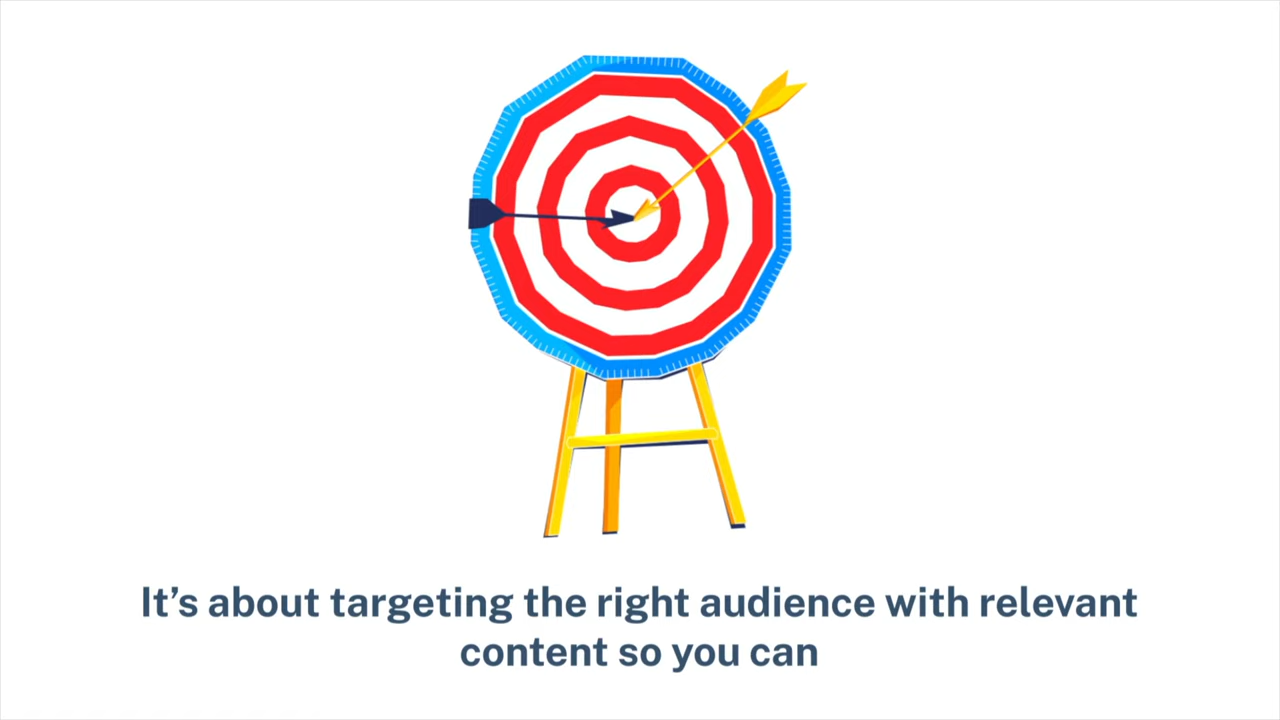 It’s about targeting the right audience with relevant
content so you can